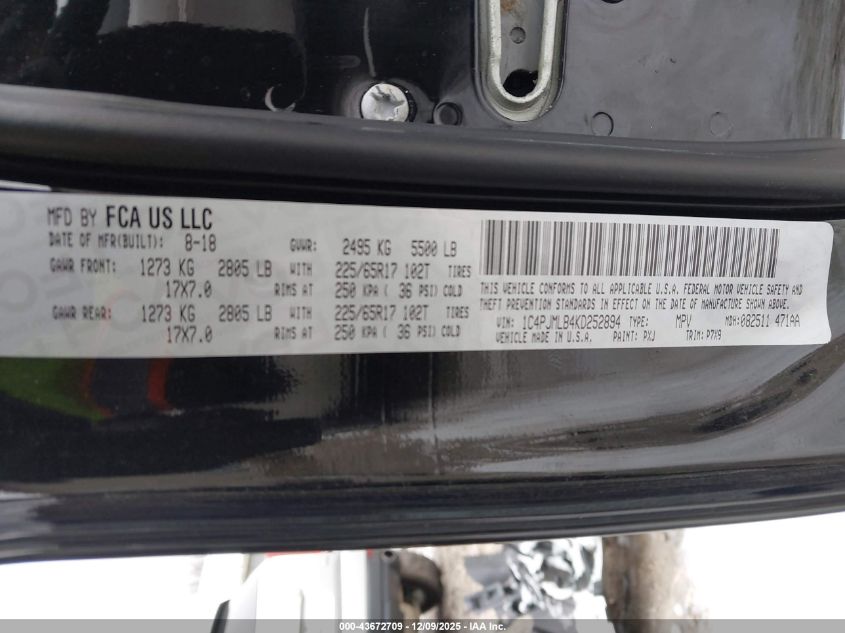 MFD BY FCA US LLC
DATE OF MFR(BUILT): 8-18 GVWR: 2495 KG 5500 LB
GAWR FRONT: 1273 KG 2805 LB WITH 225/65R17 102T TIRES
17X7.0 RIMS AT 250 KPA ( 36 PSI) COLD
GAWR REAR: 1273 KG 2805 LB WITH 225/65R17 102T TIRES
17X7.0 RIMS AT 250 KPA ( 36 PSI) COLD
THIS VEHICLE CONFORMS TO ALL APPLICABLE U.S.A. FEDERAL MOTOR VEHICLE SAFETY AND
THEFT PREVENTION STANDARDS IN EFFECT ON THE DATE OF MANUFACTURE SHOWN ABOVE.
VIN: 1C4PJMLB4KD252894 TYPE: MPV MDH:082511 471AA
VEHICLE MADE IN U.S.A. PAINT: PXJ TRIM: P7X9
000-43672709 - 12/09/2025 - IAA Inc.